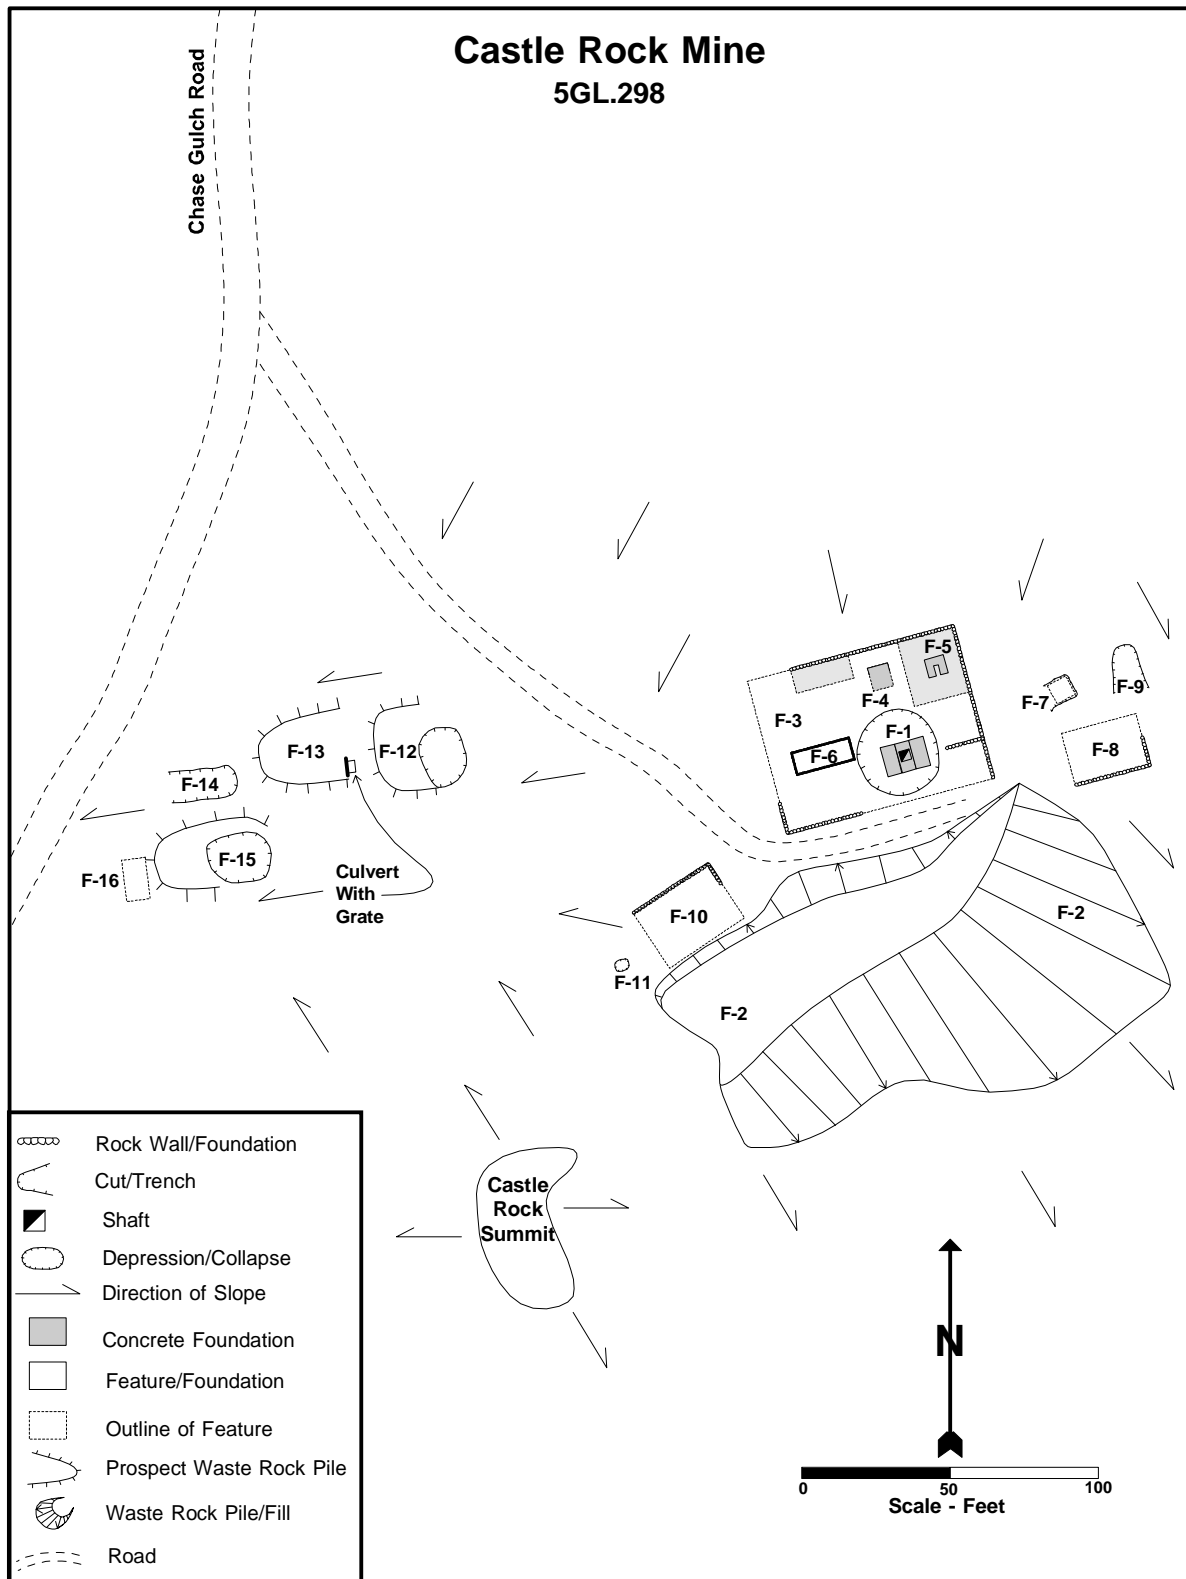 Castle Rock Mine
5GL.298
Chase Gulch Road
F-5
F-4
F-3
F-1
F-6
F-7
F-9
F-8
F-13
F-12
F-14
F-15
F-16
Culvert
With
Grate
F-10
F-11
F-2
F-2
Castle
Rock
Summit
Rock Wall/Foundation
Cut/Trench
Shaft
Depression/Collapse
Direction of Slope
Concrete Foundation
Feature/Foundation
Outline of Feature
Prospect Waste Rock Pile
Waste Rock Pile/Fill
Road
N
0 50 100
Scale - Feet